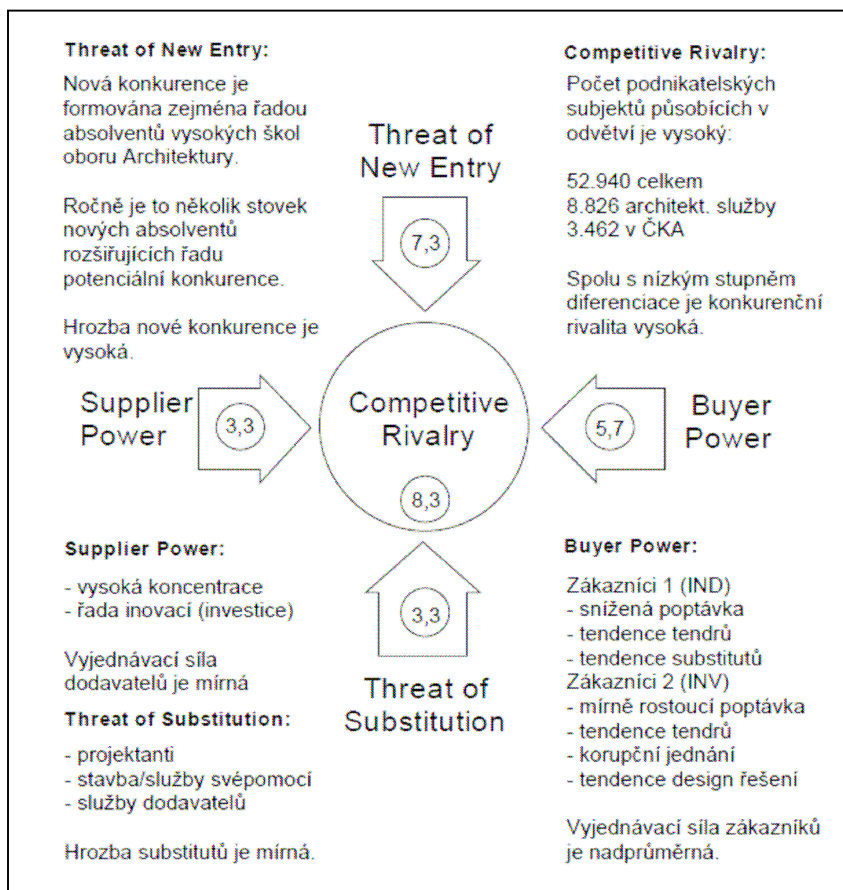 Threat of New Entry:
Nová konkurence je
formována zejména řadou
absolventů vysokých škol
oboru Architektury.
Ročně je to několik stovek
nových absolventů
rozšiřujících řadu
potenciální konkurence.
Hrozba nové konkurence je
vysoká.
Threat of
New Entry
7,3
Competitive Rivalry:
Počet podnikatelských
subjektů působících v
odvětví je vysoký:
52.940 celkem
8.826 architekt. služby
3.462 v ČKA
Spolu s nízkým stupněm
diferenciace je konkurenční
rivalita vysoká.
Supplier
Power
3,3
Competitive
Rivalry
8,3
5,7
Buyer
Power
Supplier Power:
- vysoká koncentrace
- řada inovací (investice)
Vyjednávací síla
dodavatelů je mírná
Threat of Substitution:
- projektanti
- stavba/služby svépomocí
- služby dodavatelů
Hrozba substitutů je mírná.
3,3
Threat of
Substitution
Buyer Power:
Zákazníci 1 (IND)
- snížená poptávka
- tendence tendrů
- tendence substitutů
Zákazníci 2 (INV)
- mírně rostoucí poptávka
- tendence tendrů
- korupční jednání
- tendence design řešení
Vyjednávací síla zákazníků
je nadprůměrná.